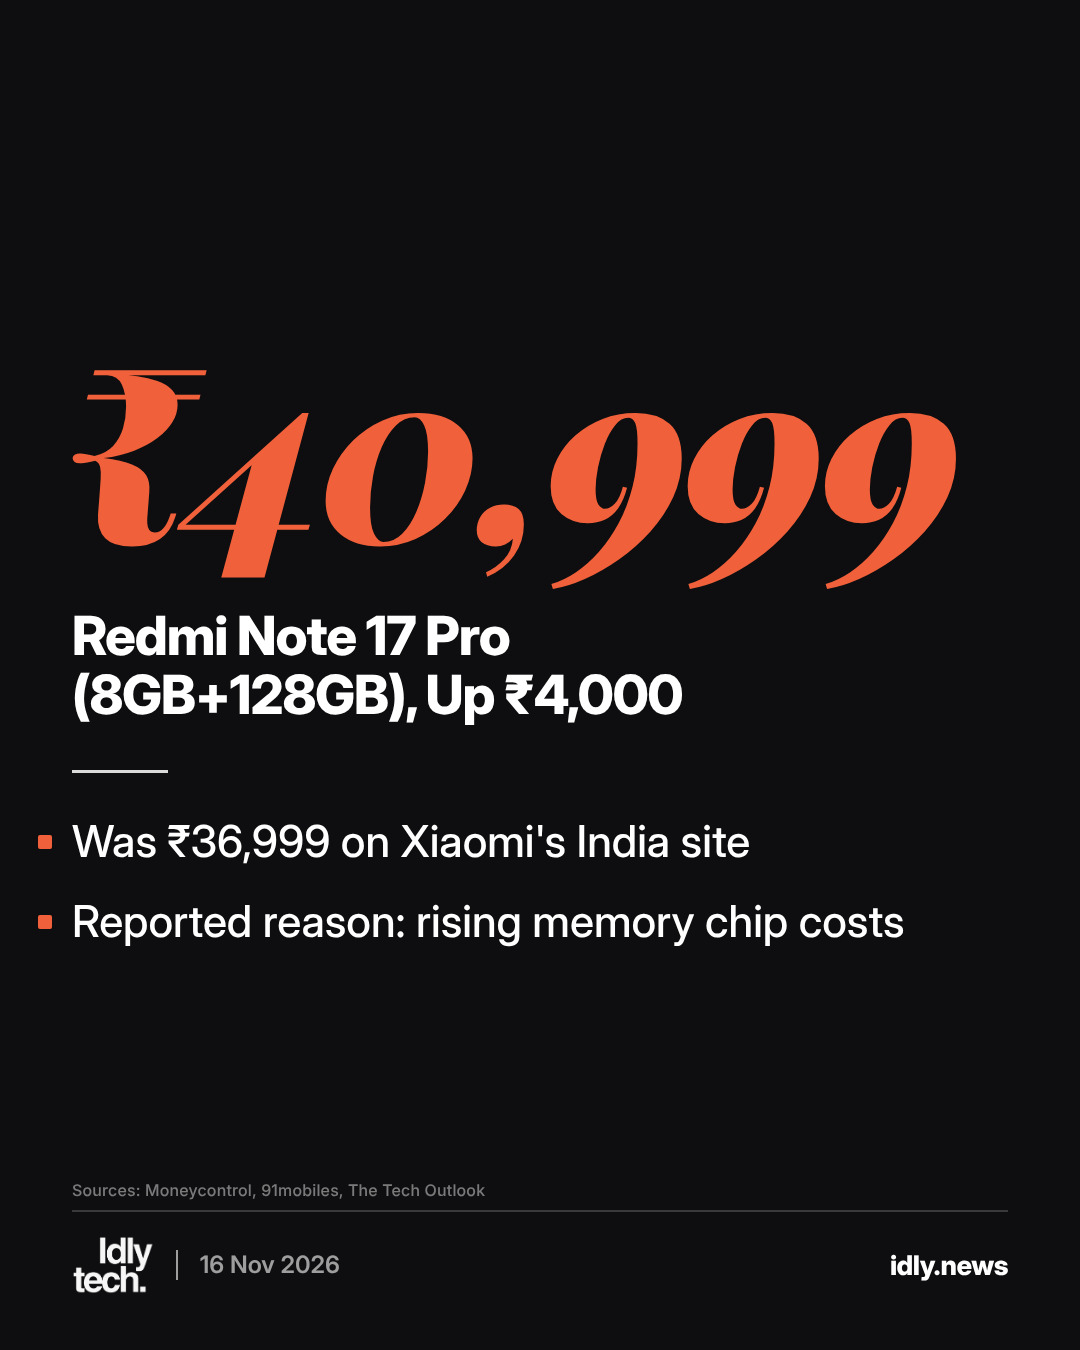 ₹40,999
Redmi Note 17 Pro
(8GB+128GB), Up ₹4,000
Was ₹36,999 on Xiaomi's India site
Reported reason: rising memory chip costs
Sources: Moneycontrol, 91mobiles, The Tech Outlook
Idly
tech.
16 Nov 2026
idly.news